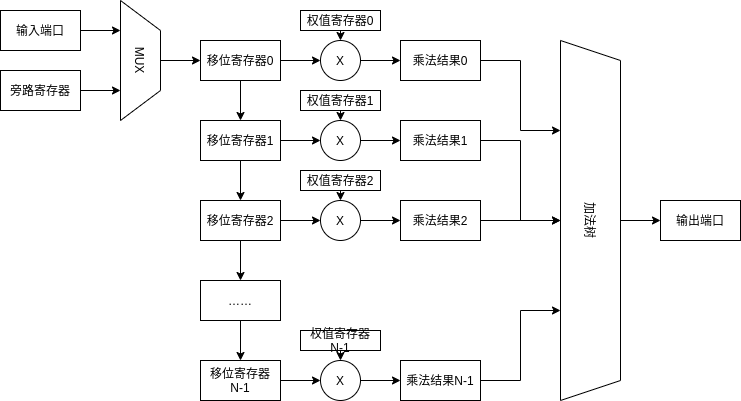 权值寄存器0
输入端口
MUX
移位寄存器0
X
乘法结果0
旁路寄存器
权值寄存器1
移位寄存器1
X
乘法结果1
权值寄存器2
移位寄存器2
X
乘法结果2
加法树
输出端口
……
权值寄存器
N-1
移位寄存器
N-1
X
乘法结果N-1